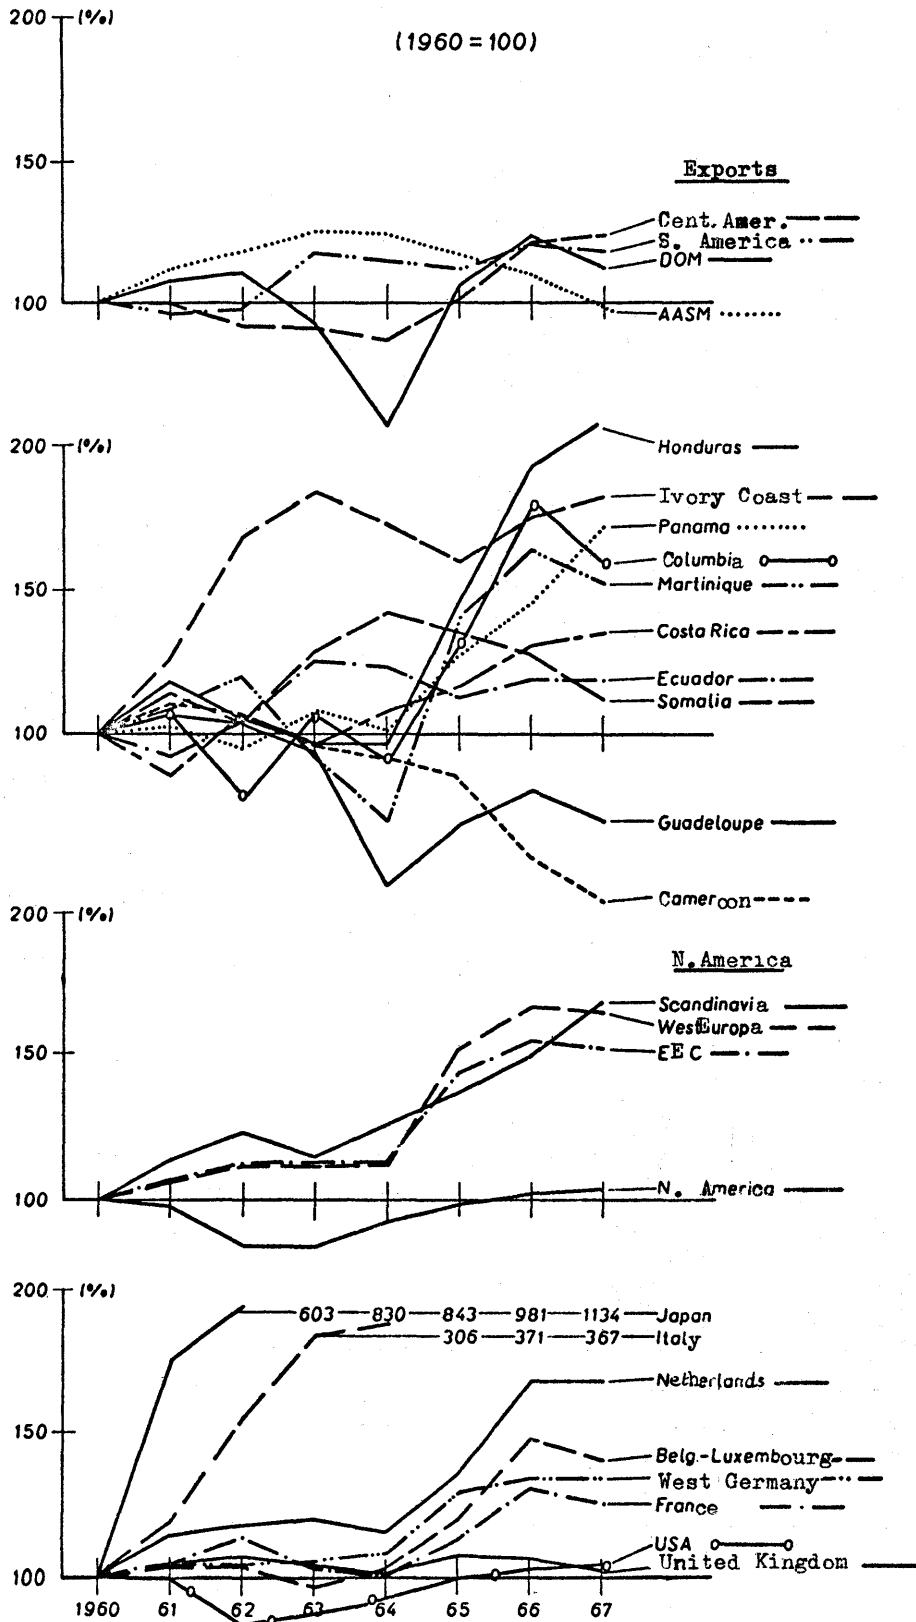 200 (%)
(1960 = 100)
150
Exports
Cent. Amer.
S. America
DOM
100
AASM
200 (%)
Honduras
Ivory Coast
Panama
Columbia
150
Martinique
Costa Rica
Ecuador
Somalia
100
Guadeloupe
Cameroon
200 (%)
N. America
Scandinavia
West Europa
EEC
150
100
N. America
200 (%)
603 830 843 981 1134 Japan
306 371 367 Italy
Netherlands
150
Belg.-Luxembourg
West Germany
France
USA
United Kingdom
100
1960 61 62 63 64 65 66 67